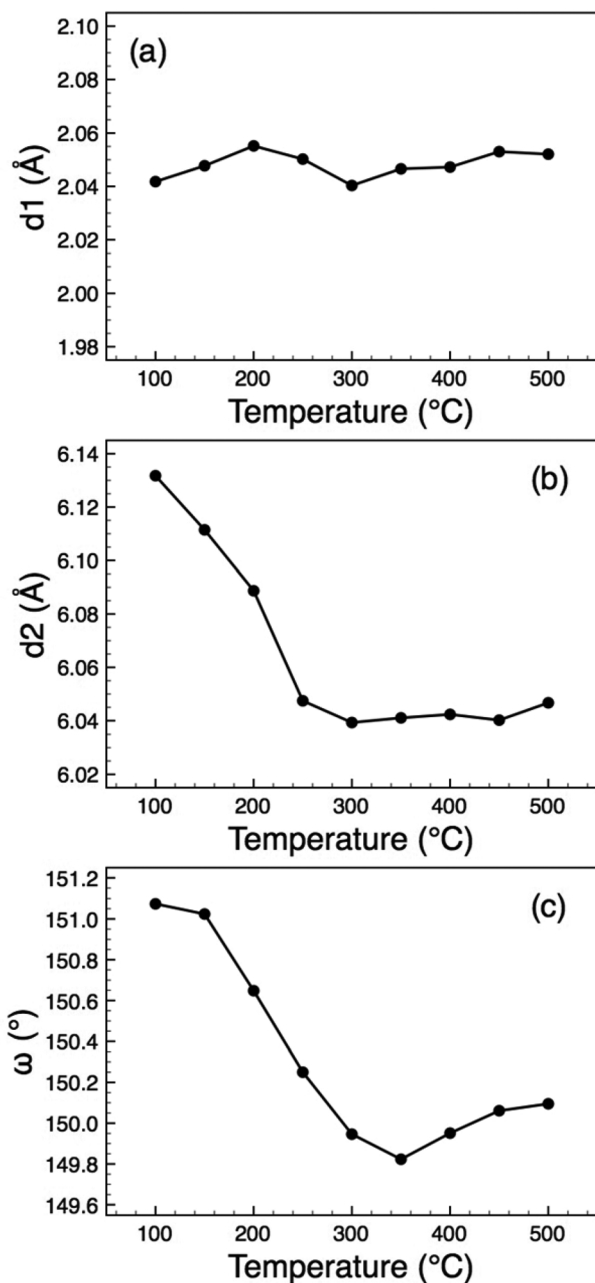 (a)
d1 (Å)
2.10
2.08
2.06
2.04
2.02
2.00
1.98
100 200 300 400 500
Temperature (°C)
(b)
d2 (Å)
6.14
6.12
6.10
6.08
6.06
6.04
6.02
100 200 300 400 500
Temperature (°C)
(c)
ω (°)
151.2
151.0
150.8
150.6
150.4
150.2
150.0
149.8
149.6
100 200 300 400 500
Temperature (°C)